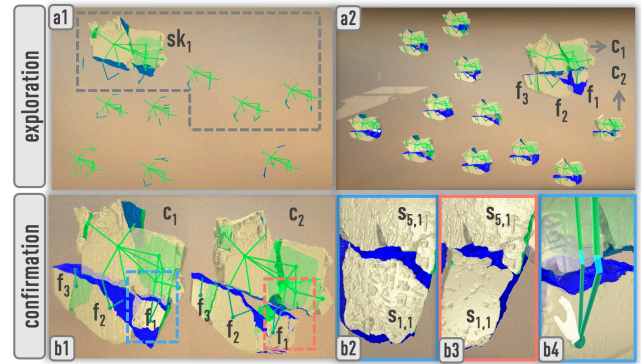 exploration
a1
sk1
a2
c1
c2
f3
f2
f1
confirmation
b1
c1
f3
f2
f1
c2
f3
f2
f1
b2
s5,1
s1,1
b3
s5,1
s1,1
b4